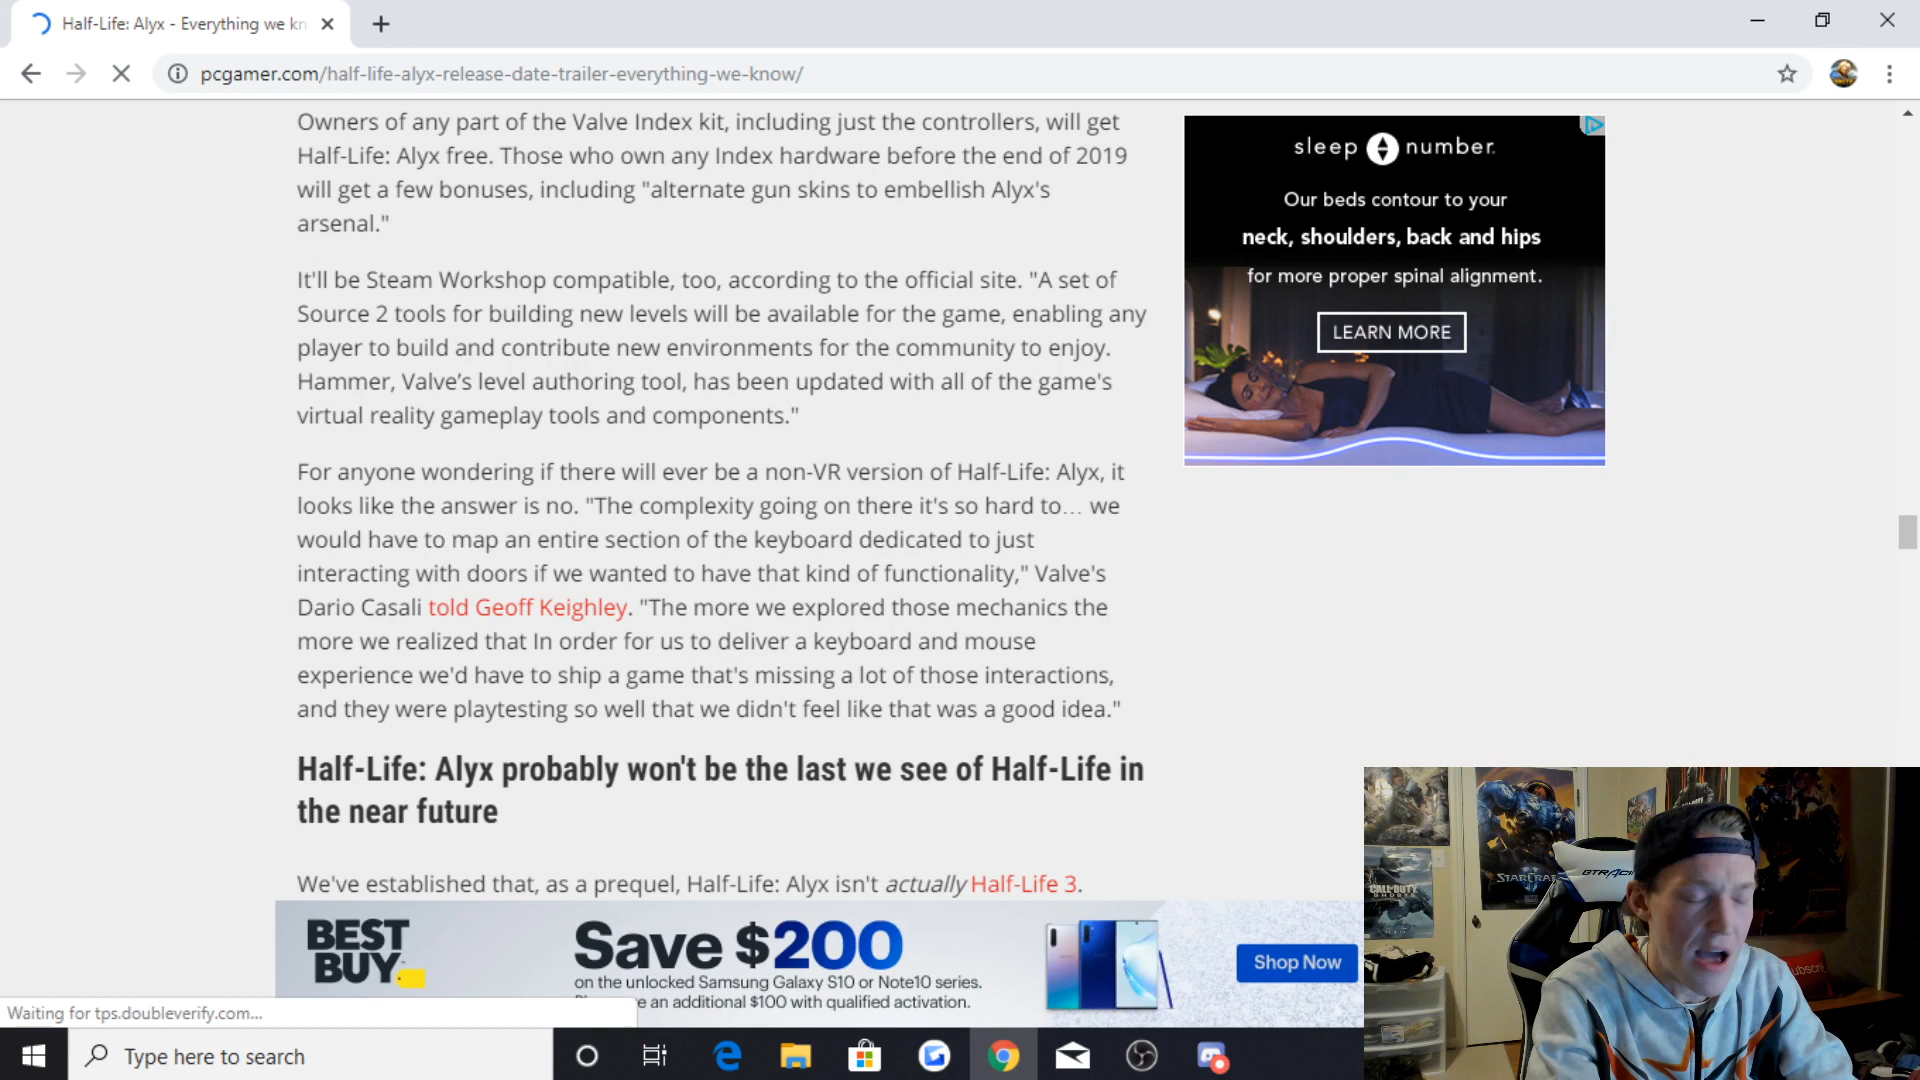 Half-Life: Alyx - Everything we kn
pcgamer.com/half-life-alyx-release-date-trailer-everything-we-know/
Owners of any part of the Valve Index kit, including just the controllers, will get
Half-Life: Alyx free. Those who own any Index hardware before the end of 2019
will get a few bonuses, including "alternate gun skins to embellish Alyx's
arsenal."
It'll be Steam Workshop compatible, too, according to the official site. "A set of
Source 2 tools for building new levels will be available for the game, enabling any
player to build and contribute new environments for the community to enjoy.
Hammer, Valve's level authoring tool, has been updated with all of the game's
virtual reality gameplay tools and components."
For anyone wondering if there will ever be a non-VR version of Half-Life: Alyx, it
looks like the answer is no. "The complexity going on there it's so hard to… we
would have to map an entire section of the keyboard dedicated to just
interacting with doors if we wanted to have that kind of functionality," Valve's
Dario Casali told Geoff Keighley. "The more we explored those mechanics the
more we realized that In order for us to deliver a keyboard and mouse
experience we'd have to ship a game that's missing a lot of those interactions,
and they were playtesting so well that we didn't feel like that was a good idea."
Half-Life: Alyx probably won't be the last we see of Half-Life in
the near future
We've established that, as a prequel, Half-Life: Alyx isn't actually Half-Life 3.
sleep number
Our beds contour to your
neck, shoulders, back and hips
for more proper spinal alignment.
LEARN MORE
BEST
BUY
Save $200
on the unlocked Samsung Galaxy S10 or Note10 series.
e an additional $100 with qualified activation.
Shop Now
Waiting for tps.doubleverify.com...
Type here to search
STARCRAF
CALL·DUTY
GHOSTS
GTRACI
ubscri